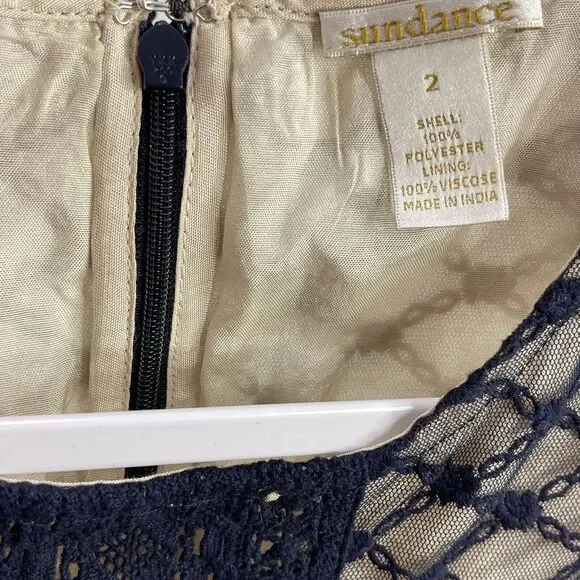 sundance
2
SHELL:
100%
POLYESTER
LINING:
100% VISCOSE
MADE IN INDIA